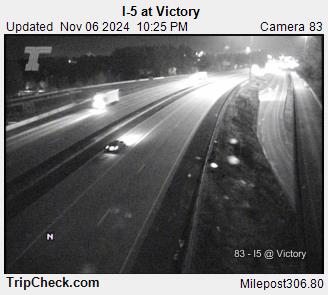 I-5 at Victory
Updated Nov 06 2024 10:25 PM Camera 83
T
N
83 - I5 @ Victory
TripCheck.com Milepost306.80